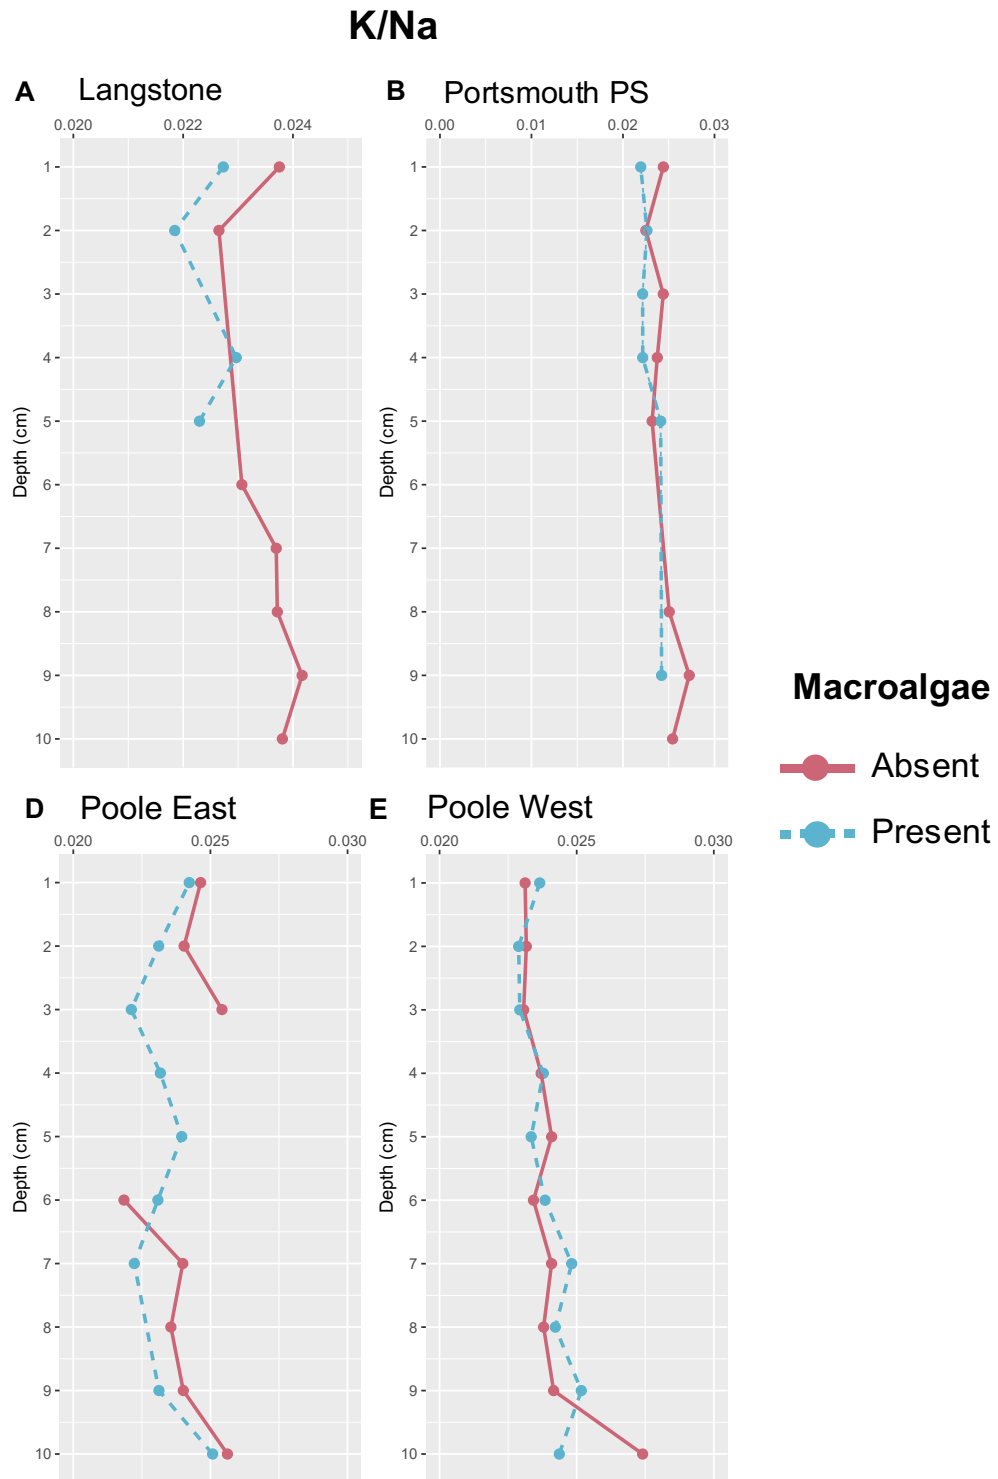 K/Na
A Langstone
0.020 0.022 0.024
Depth (cm)
1
2
3
4
5
6
7
8
9
10
B Portsmouth PS
0.00 0.01 0.02 0.03
Depth (cm)
1
2
3
4
5
6
7
8
9
10
Macroalgae
Absent
Present
D Poole East
0.020 0.025 0.030
Depth (cm)
1
2
3
4
5
6
7
8
9
10
E Poole West
0.020 0.025 0.030
Depth (cm)
1
2
3
4
5
6
7
8
9
10